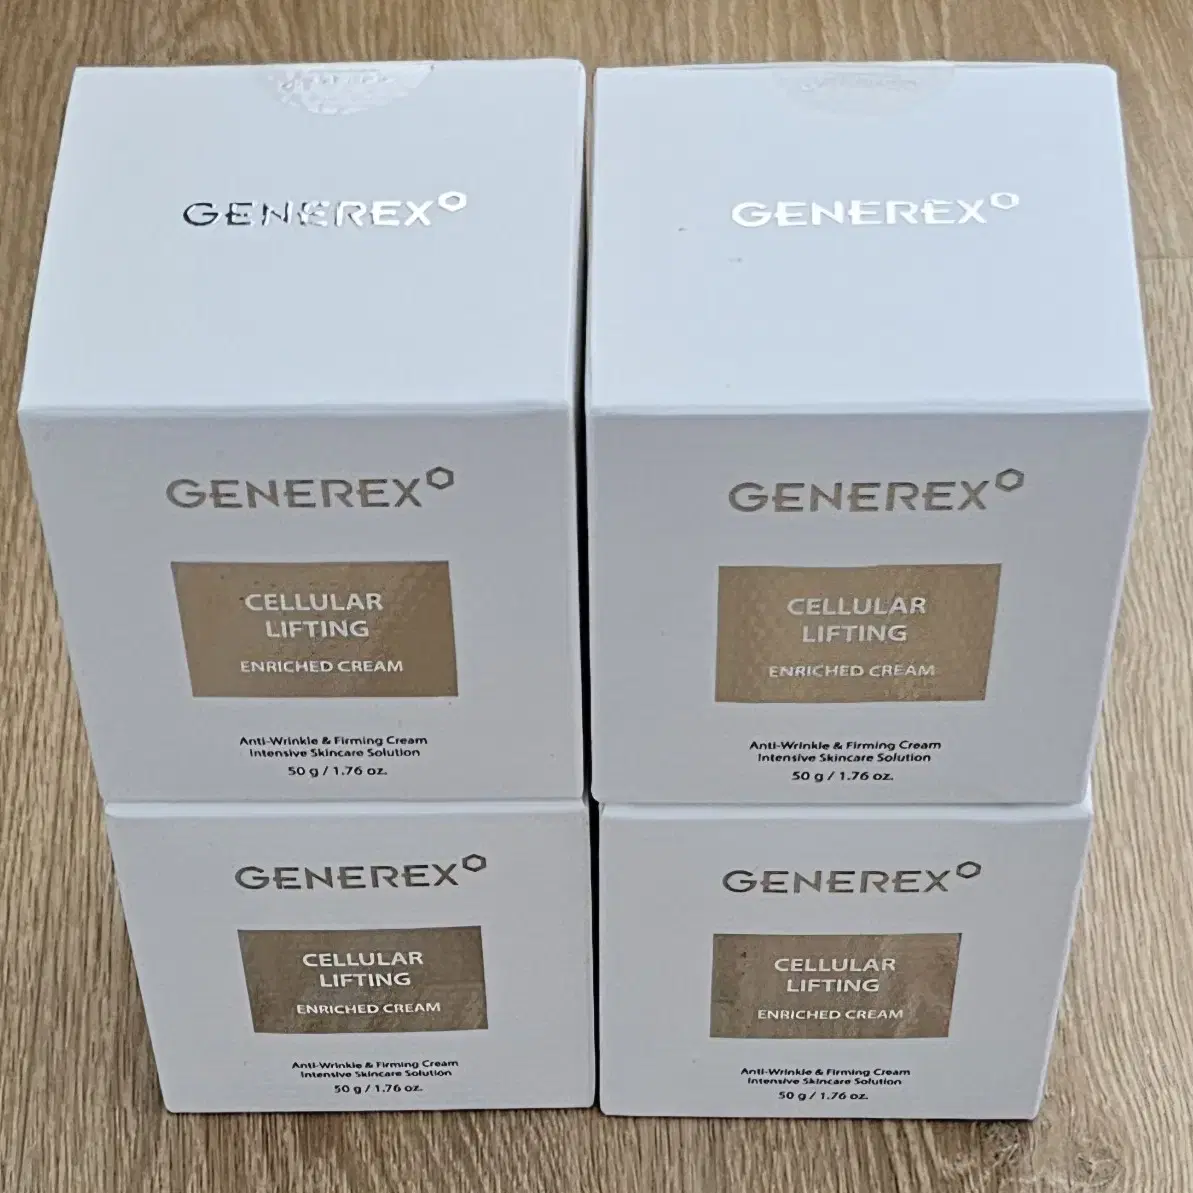 GENEREX
GENEREX
GENEREX
CELLULAR
LIFTING
ENRICHED CREAM
Anti-Wrinkle & Firming Cream
Intensive Skincare Solution
50 g / 1.76 oz.
GENEREX
CELLULAR
LIFTING
ENRICHED CREAM
Anti-Wrinkle & Firming Cream
Intensive Skincare Solution
50 g / 1.76 oz.
GENEREX
CELLULAR
LIFTING
ENRICHED CREAM
Anti-Wrinkle & Firming Cream
Intensive Skincare Solution
50 g / 1.76 oz.
GENEREX
CELLULAR
LIFTING
ENRICHED CREAM
Anti-Wrinkle & Firming Cream
Intensive Skincare Solution
50 g / 1.76 oz.